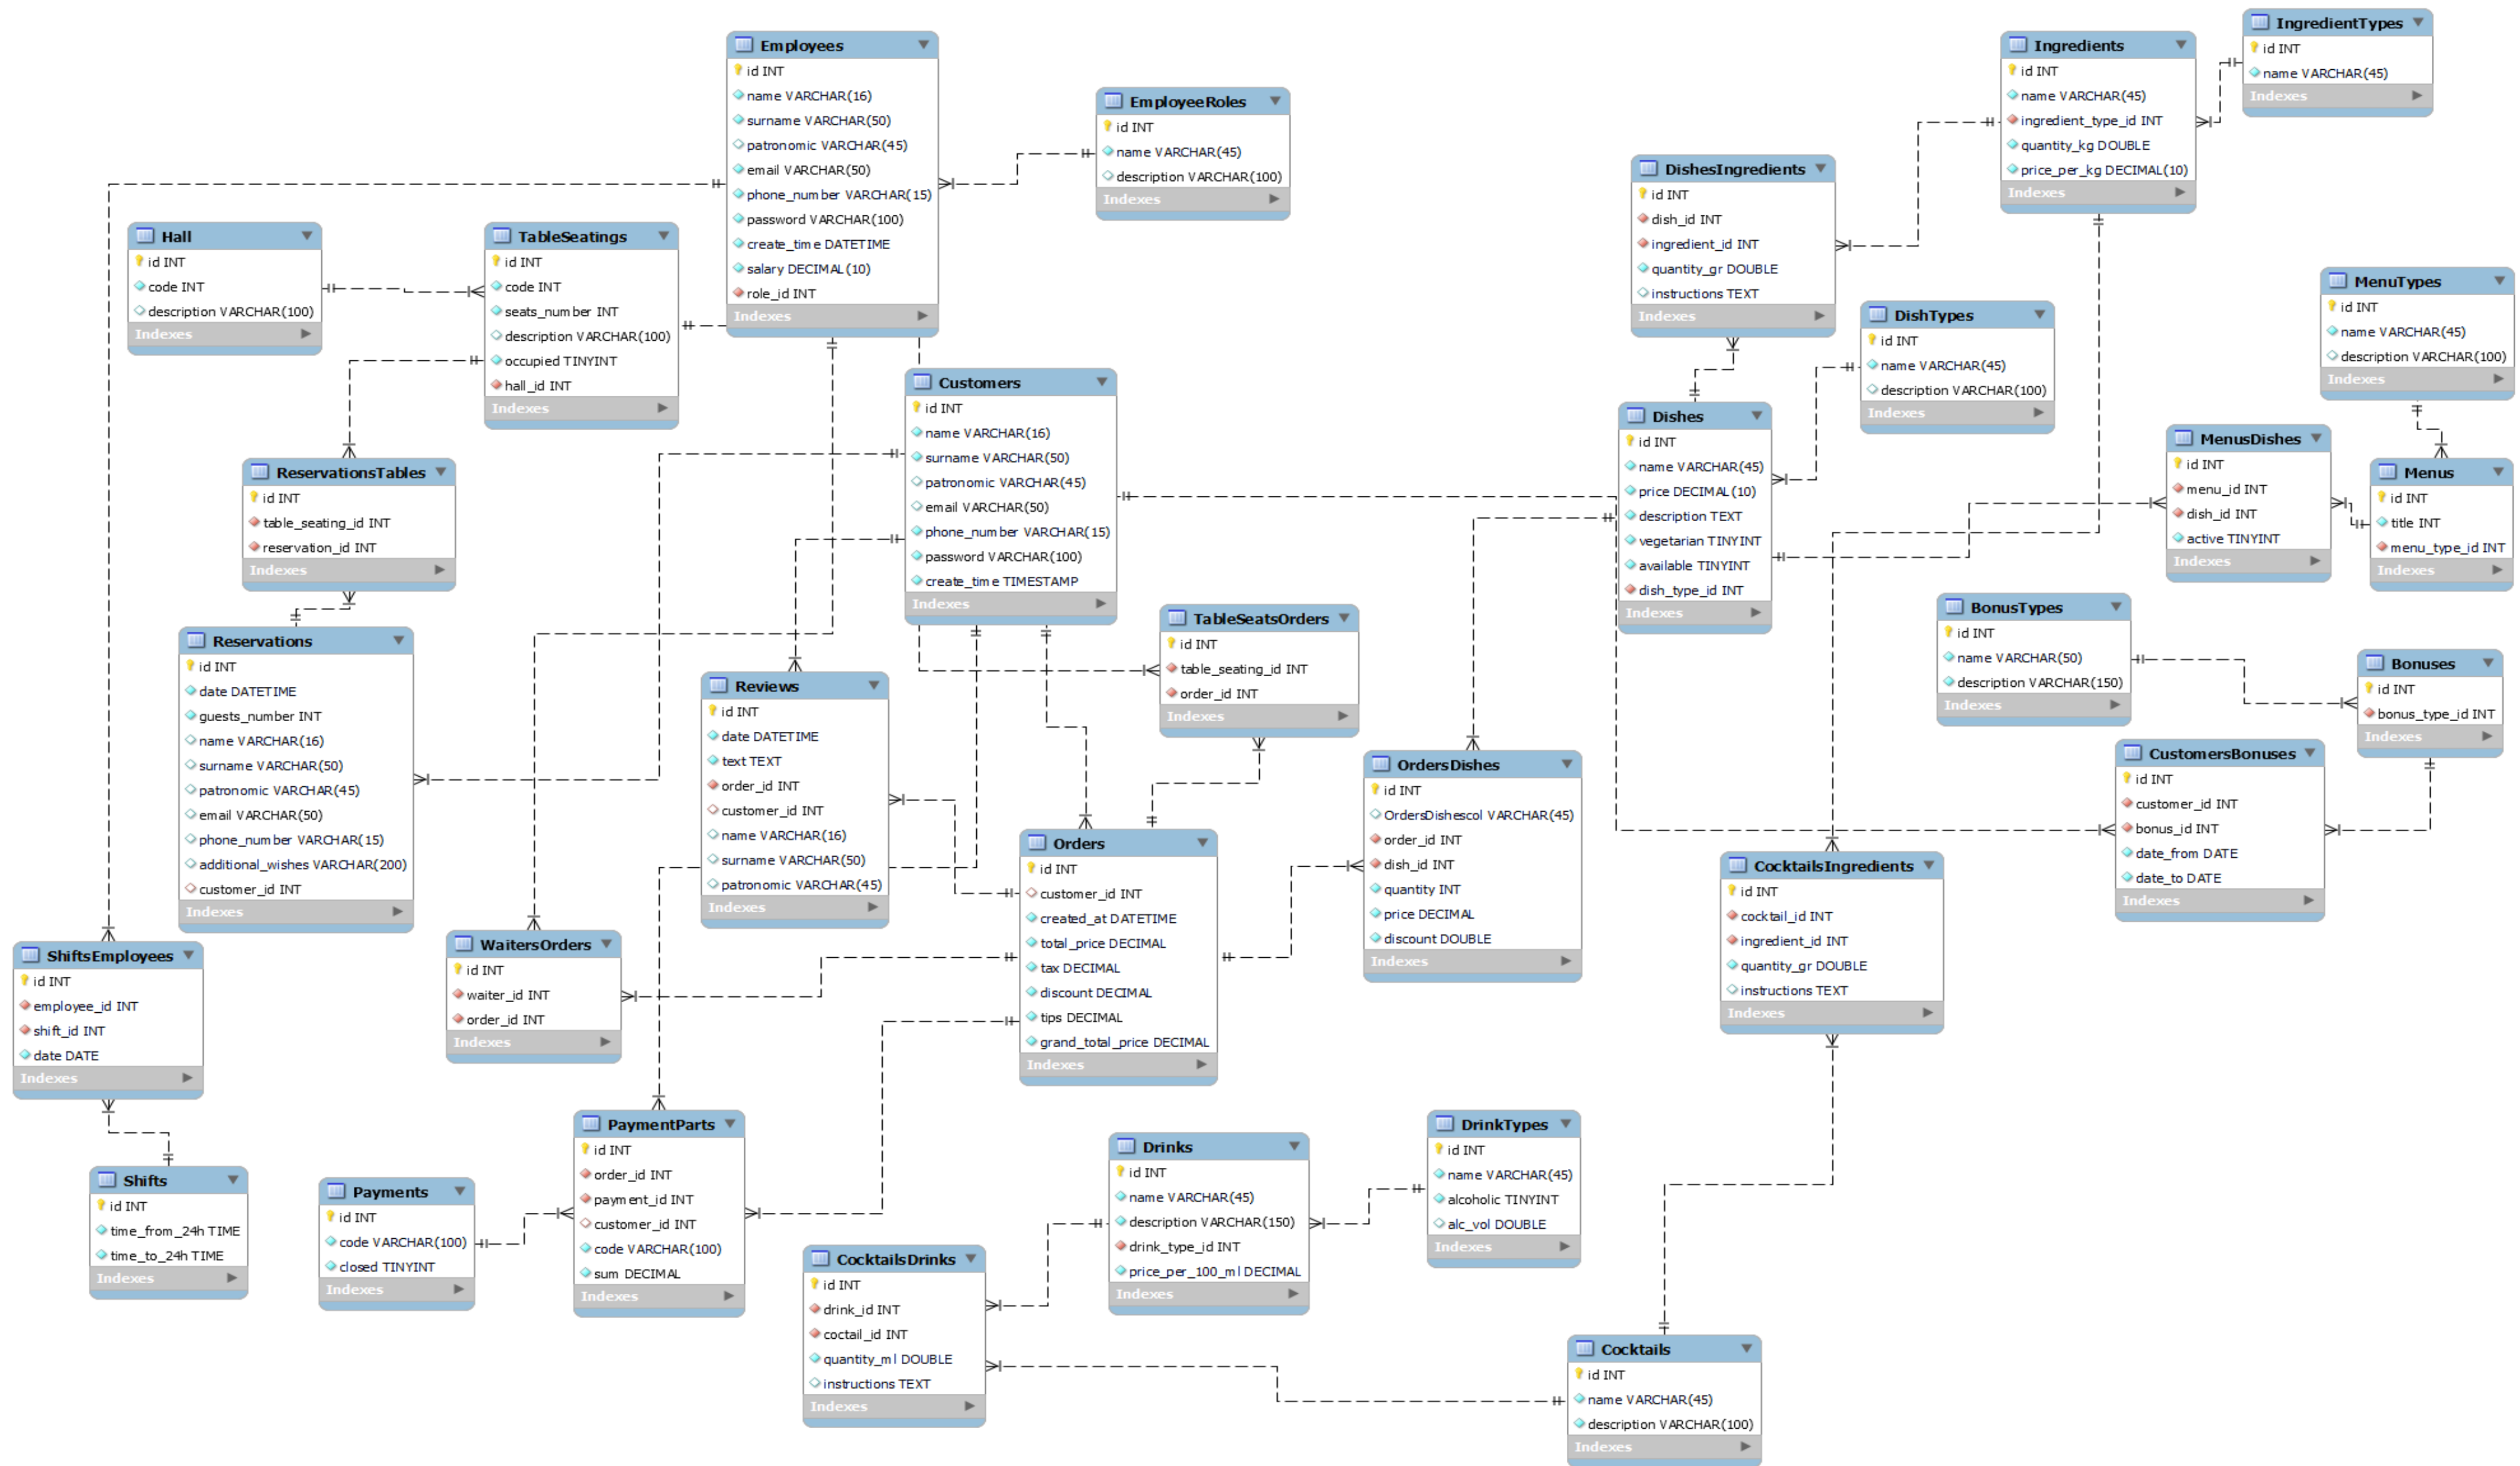 Employees
id INT
name VARCHAR(16)
surname VARCHAR(50)
patronomic VARCHAR(45)
email VARCHAR(50)
phone_number VARCHAR(15)
password VARCHAR(100)
create_time DATETIME
salary DECIMAL(10)
role_id INT
Indexes
EmployeeRoles
id INT
name VARCHAR(45)
description VARCHAR(100)
Indexes
Ingredients
id INT
name VARCHAR(45)
ingredient_type_id INT
quantity_kg DOUBLE
price_per_kg DECIMAL(10)
Indexes
IngredientTypes
id INT
name VARCHAR(45)
Indexes
DishesIngredients
id INT
dish_id INT
ingredient_id INT
quantity_gr DOUBLE
instructions TEXT
Indexes
Hall
id INT
code INT
description VARCHAR(100)
Indexes
TableSeatings
id INT
code INT
seats_number INT
description VARCHAR(100)
occupied TINYINT
hall_id INT
Indexes
DishTypes
id INT
name VARCHAR(45)
description VARCHAR(100)
Indexes
MenuTypes
id INT
name VARCHAR(45)
description VARCHAR(100)
Indexes
Customers
id INT
name VARCHAR(16)
surname VARCHAR(50)
patronomic VARCHAR(45)
email VARCHAR(50)
phone_number VARCHAR(15)
password VARCHAR(100)
create_time TIMESTAMP
Indexes
Dishes
id INT
name VARCHAR(45)
price DECIMAL(10)
description TEXT
vegetarian TINYINT
available TINYINT
dish_type_id INT
Indexes
MenusDishes
id INT
menu_id INT
dish_id INT
active TINYINT
Indexes
Menus
id INT
title INT
menu_type_id INT
Indexes
ReservationsTables
id INT
table_seating_id INT
reservation_id INT
Indexes
Reservations
id INT
date DATETIME
guests_number INT
name VARCHAR(16)
surname VARCHAR(50)
patronomic VARCHAR(45)
email VARCHAR(50)
phone_number VARCHAR(15)
additional_wishes VARCHAR(200)
customer_id INT
Indexes
Reviews
id INT
date DATETIME
text TEXT
order_id INT
customer_id INT
name VARCHAR(16)
surname VARCHAR(50)
patronomic VARCHAR(45)
Indexes
TableSeatsOrders
id INT
table_seating_id INT
order_id INT
Indexes
BonusTypes
id INT
name VARCHAR(50)
description VARCHAR(150)
Indexes
Bonuses
id INT
bonus_type_id INT
Indexes
OrdersDishes
id INT
OrdersDishescol VARCHAR(45)
order_id INT
dish_id INT
quantity INT
price DECIMAL
discount DOUBLE
Indexes
CustomersBonuses
id INT
customer_id INT
bonus_id INT
date_from DATE
date_to DATE
Indexes
Orders
id INT
customer_id INT
created_at DATETIME
total_price DECIMAL
tax DECIMAL
discount DECIMAL
tips DECIMAL
grand_total_price DECIMAL
Indexes
CocktailsIngredients
id INT
cocktail_id INT
ingredient_id INT
quantity_gr DOUBLE
instructions TEXT
Indexes
ShiftsEmployees
id INT
employee_id INT
shift_id INT
date DATE
Indexes
WaitersOrders
id INT
waiter_id INT
order_id INT
Indexes
Shifts
id INT
time_from_24h TIME
time_to_24h TIME
Indexes
Payments
id INT
code VARCHAR(100)
closed TINYINT
Indexes
PaymentParts
id INT
order_id INT
payment_id INT
customer_id INT
code VARCHAR(100)
sum DECIMAL
Indexes
Drinks
id INT
name VARCHAR(45)
description VARCHAR(150)
drink_type_id INT
price_per_100_ml DECIMAL
Indexes
DrinkTypes
id INT
name VARCHAR(45)
alcoholic TINYINT
alc_vol DOUBLE
Indexes
CocktailsDrinks
id INT
drink_id INT
coctail_id INT
quantity_ml DOUBLE
instructions TEXT
Indexes
Cocktails
id INT
name VARCHAR(45)
description VARCHAR(100)
Indexes